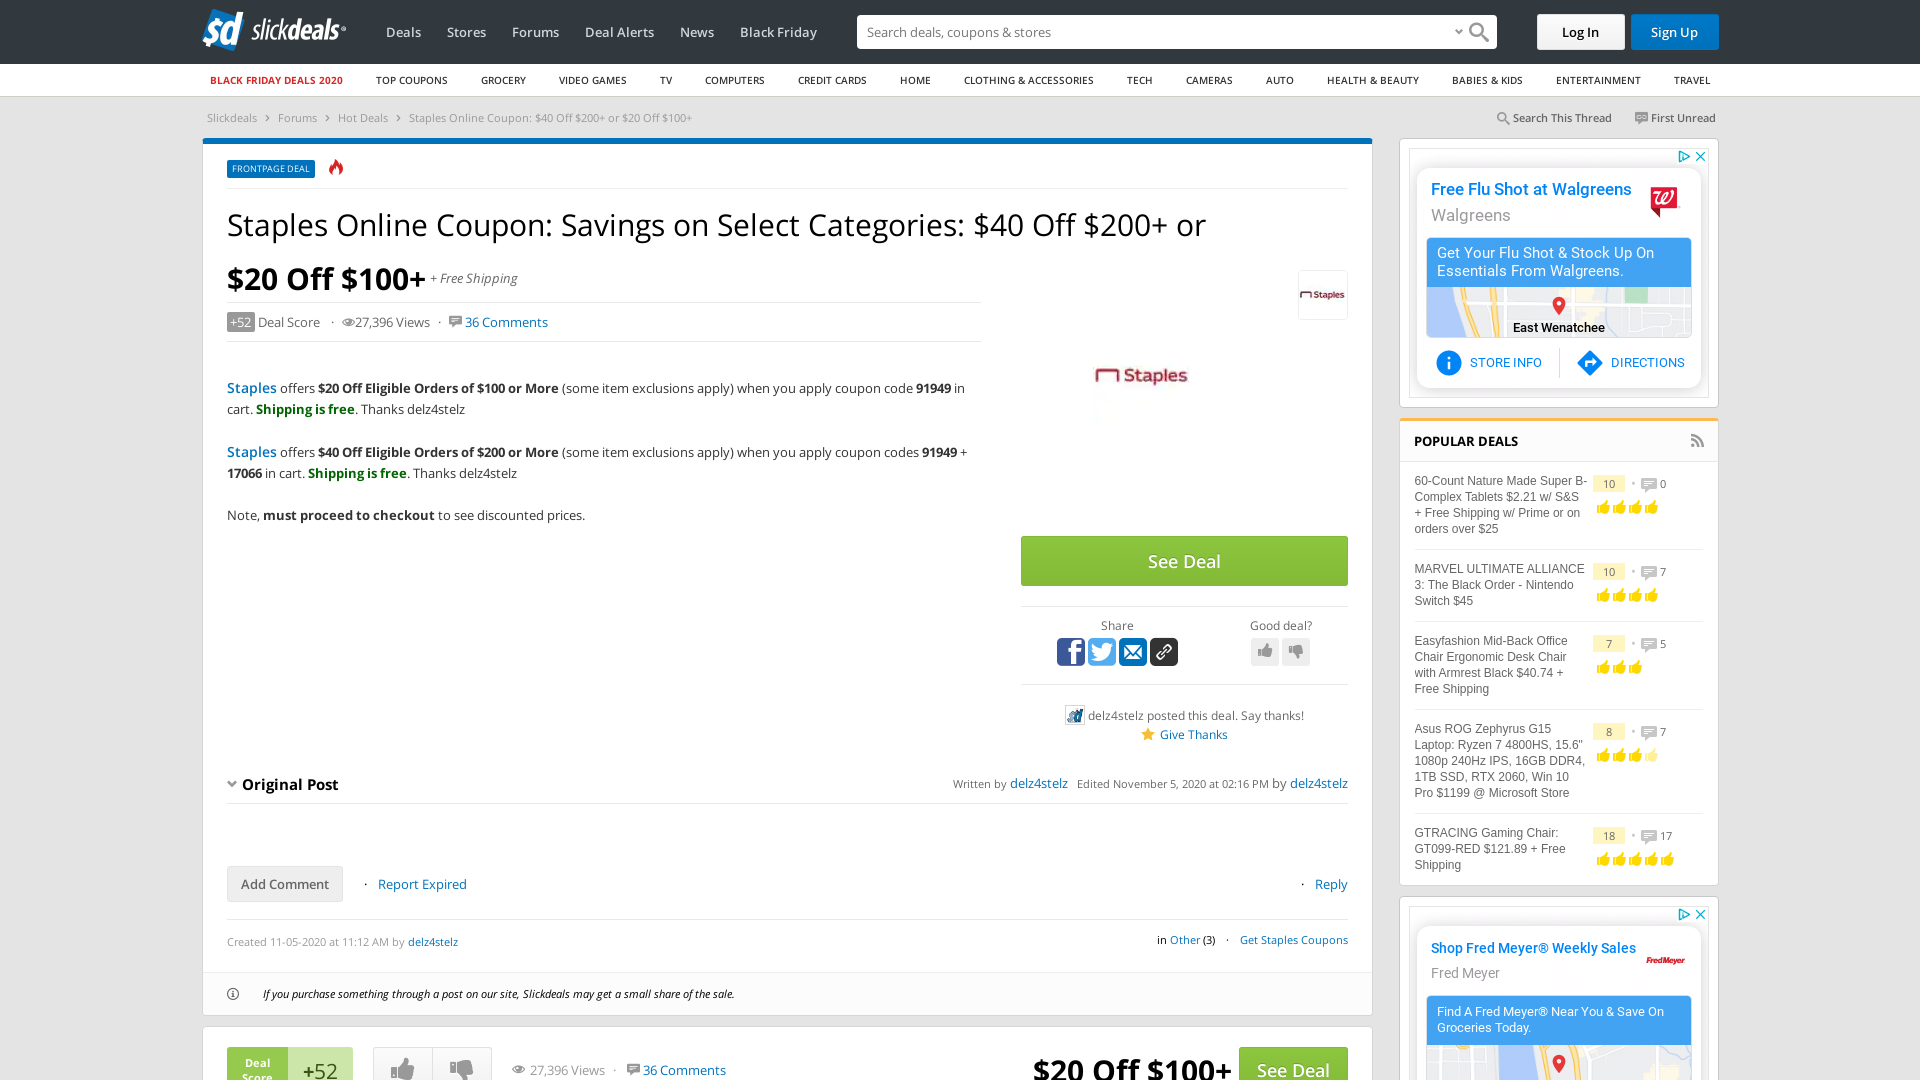 sd slickdeals
Deals
Stores
Forums
Deal Alerts
News
Black Friday
Search deals, coupons & stores
Log In
Sign Up
BLACK FRIDAY DEALS 2020
TOP COUPONS
GROCERY
VIDEO GAMES
TV
COMPUTERS
CREDIT CARDS
HOME
CLOTHING & ACCESSORIES
TECH
CAMERAS
AUTO
HEALTH & BEAUTY
BABIES & KIDS
ENTERTAINMENT
TRAVEL
Slickdeals › Forums › Hot Deals › Staples Online Coupon: $40 Off $200+ or $20 Off $100+
Search This Thread
First Unread
FRONTPAGE DEAL
Staples Online Coupon: Savings on Select Categories: $40 Off $200+ or
$20 Off $100+ + Free Shipping
+52 Deal Score · 27,396 Views · 36 Comments
Staples
Staples offers $20 Off Eligible Orders of $100 or More (some item exclusions apply) when you apply coupon code 91949 in
cart. Shipping is free. Thanks delz4stelz
Staples offers $40 Off Eligible Orders of $200 or More (some item exclusions apply) when you apply coupon codes 91949 +
17066 in cart. Shipping is free. Thanks delz4stelz
Note, must proceed to checkout to see discounted prices.
Staples
See Deal
Share
Good deal?
delz4stelz posted this deal. Say thanks!
Give Thanks
Original Post
Written by delz4stelz Edited November 5, 2020 at 02:16 PM by delz4stelz
Add Comment · Report Expired
· Reply
Created 11-05-2020 at 11:12 AM by delz4stelz
in Other (3) · Get Staples Coupons
If you purchase something through a post on our site, Slickdeals may get a small share of the sale.
Deal
Score
+52
27,396 Views · 36 Comments
$20 Off $100+
See Deal
Free Flu Shot at Walgreens
Walgreens
Get Your Flu Shot & Stock Up On
Essentials From Walgreens.
East Wenatchee
STORE INFO
DIRECTIONS
POPULAR DEALS
60-Count Nature Made Super B-
Complex Tablets $2.21 w/ S&S
+ Free Shipping w/ Prime or on
orders over $25
10 • 0
MARVEL ULTIMATE ALLIANCE
3: The Black Order - Nintendo
Switch $45
10 • 7
Easyfashion Mid-Back Office
Chair Ergonomic Desk Chair
with Armrest Black $40.74 +
Free Shipping
7 • 5
Asus ROG Zephyrus G15
Laptop: Ryzen 7 4800HS, 15.6"
1080p 240Hz IPS, 16GB DDR4,
1TB SSD, RTX 2060, Win 10
Pro $1199 @ Microsoft Store
8 • 7
GTRACING Gaming Chair:
GT099-RED $121.89 + Free
Shipping
18 • 17
Shop Fred Meyer® Weekly Sales
Fred Meyer
Fred Meyer
Find A Fred Meyer® Near You & Save On
Groceries Today.